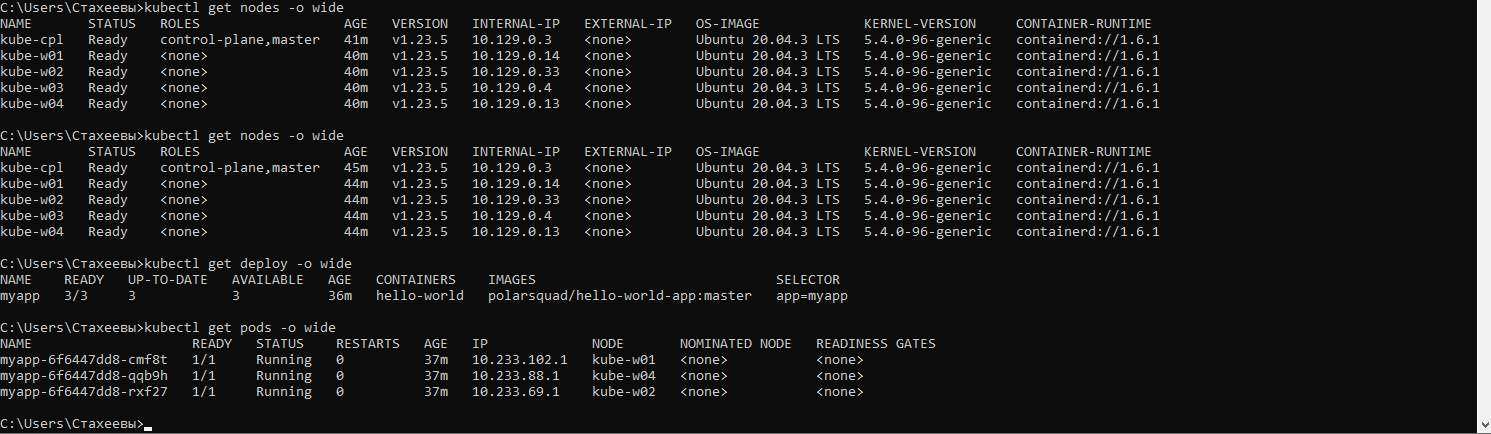 C:\Users\Стахеевы>kubectl get nodes -o wide
NAME       STATUS   ROLES                  AGE   VERSION   INTERNAL-IP   EXTERNAL-IP   OS-IMAGE             KERNEL-VERSION     CONTAINER-RUNTIME
kube-cpl   Ready    control-plane,master   41m   v1.23.5   10.129.0.3    <none>        Ubuntu 20.04.3 LTS   5.4.0-96-generic   containerd://1.6.1
kube-w01   Ready    <none>                 40m   v1.23.5   10.129.0.14   <none>        Ubuntu 20.04.3 LTS   5.4.0-96-generic   containerd://1.6.1
kube-w02   Ready    <none>                 40m   v1.23.5   10.129.0.33   <none>        Ubuntu 20.04.3 LTS   5.4.0-96-generic   containerd://1.6.1
kube-w03   Ready    <none>                 40m   v1.23.5   10.129.0.4    <none>        Ubuntu 20.04.3 LTS   5.4.0-96-generic   containerd://1.6.1
kube-w04   Ready    <none>                 40m   v1.23.5   10.129.0.13   <none>        Ubuntu 20.04.3 LTS   5.4.0-96-generic   containerd://1.6.1
C:\Users\Стахеевы>kubectl get nodes -o wide
NAME       STATUS   ROLES                  AGE   VERSION   INTERNAL-IP   EXTERNAL-IP   OS-IMAGE             KERNEL-VERSION     CONTAINER-RUNTIME
kube-cpl   Ready    control-plane,master   45m   v1.23.5   10.129.0.3    <none>        Ubuntu 20.04.3 LTS   5.4.0-96-generic   containerd://1.6.1
kube-w01   Ready    <none>                 44m   v1.23.5   10.129.0.14   <none>        Ubuntu 20.04.3 LTS   5.4.0-96-generic   containerd://1.6.1
kube-w02   Ready    <none>                 44m   v1.23.5   10.129.0.33   <none>        Ubuntu 20.04.3 LTS   5.4.0-96-generic   containerd://1.6.1
kube-w03   Ready    <none>                 44m   v1.23.5   10.129.0.4    <none>        Ubuntu 20.04.3 LTS   5.4.0-96-generic   containerd://1.6.1
kube-w04   Ready    <none>                 44m   v1.23.5   10.129.0.13   <none>        Ubuntu 20.04.3 LTS   5.4.0-96-generic   containerd://1.6.1
C:\Users\Стахеевы>kubectl get deploy -o wide
NAME    READY   UP-TO-DATE   AVAILABLE   AGE   CONTAINERS    IMAGES                              SELECTOR
myapp   3/3     3            3           36m   hello-world   polarsquad/hello-world-app:master   app=myapp
C:\Users\Стахеевы>kubectl get pods -o wide
NAME                    READY   STATUS    RESTARTS   AGE   IP             NODE       NOMINATED NODE   READINESS GATES
myapp-6f6447dd8-cmf8t   1/1     Running   0          37m   10.233.102.1   kube-w01   <none>           <none>
myapp-6f6447dd8-qqb9h   1/1     Running   0          37m   10.233.88.1    kube-w04   <none>           <none>
myapp-6f6447dd8-rxf27   1/1     Running   0          37m   10.233.69.1    kube-w02   <none>           <none>
C:\Users\Стахеевы>